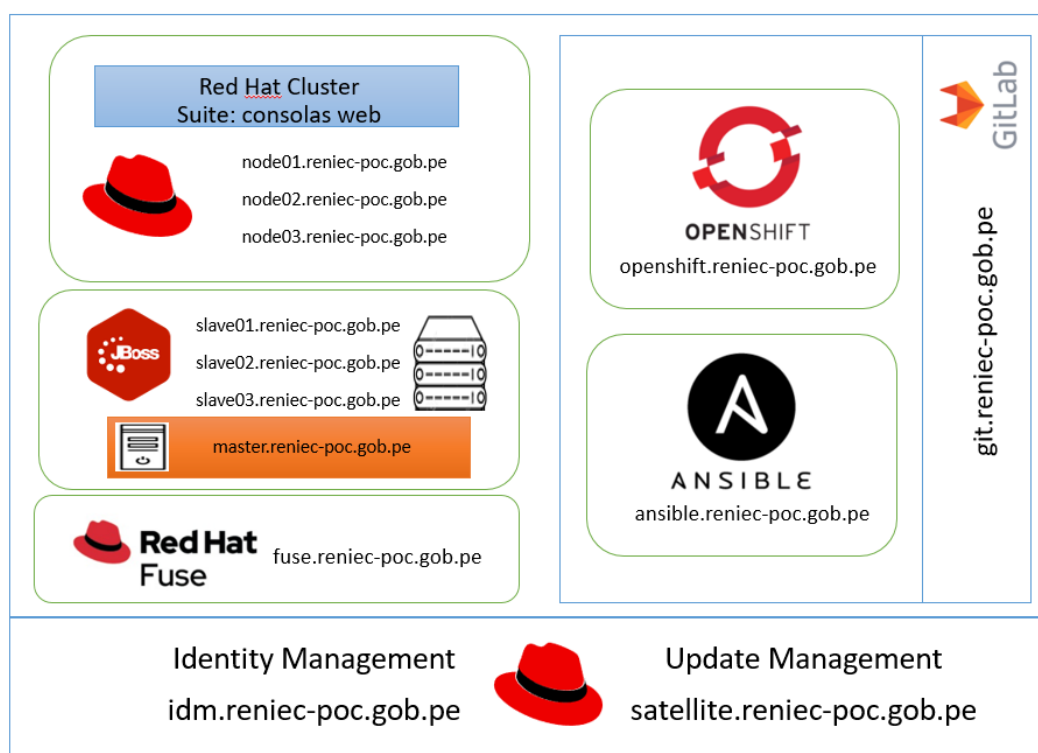 Red Hat Cluster
Suite: consolas web
node01.reniec-poc.gob.pe
node02.reniec-poc.gob.pe
node03.reniec-poc.gob.pe
JBoss
slave01.reniec-poc.gob.pe
slave02.reniec-poc.gob.pe
slave03.reniec-poc.gob.pe
master.reniec-poc.gob.pe
Red Hat
Fuse
fuse.reniec-poc.gob.pe
OPENSHIFT
openshift.reniec-poc.gob.pe
ANSIBLE
ansible.reniec-poc.gob.pe
GitLab
git.reniec-poc.gob.pe
Identity Management
idm.reniec-poc.gob.pe
Update Management
satellite.reniec-poc.gob.pe